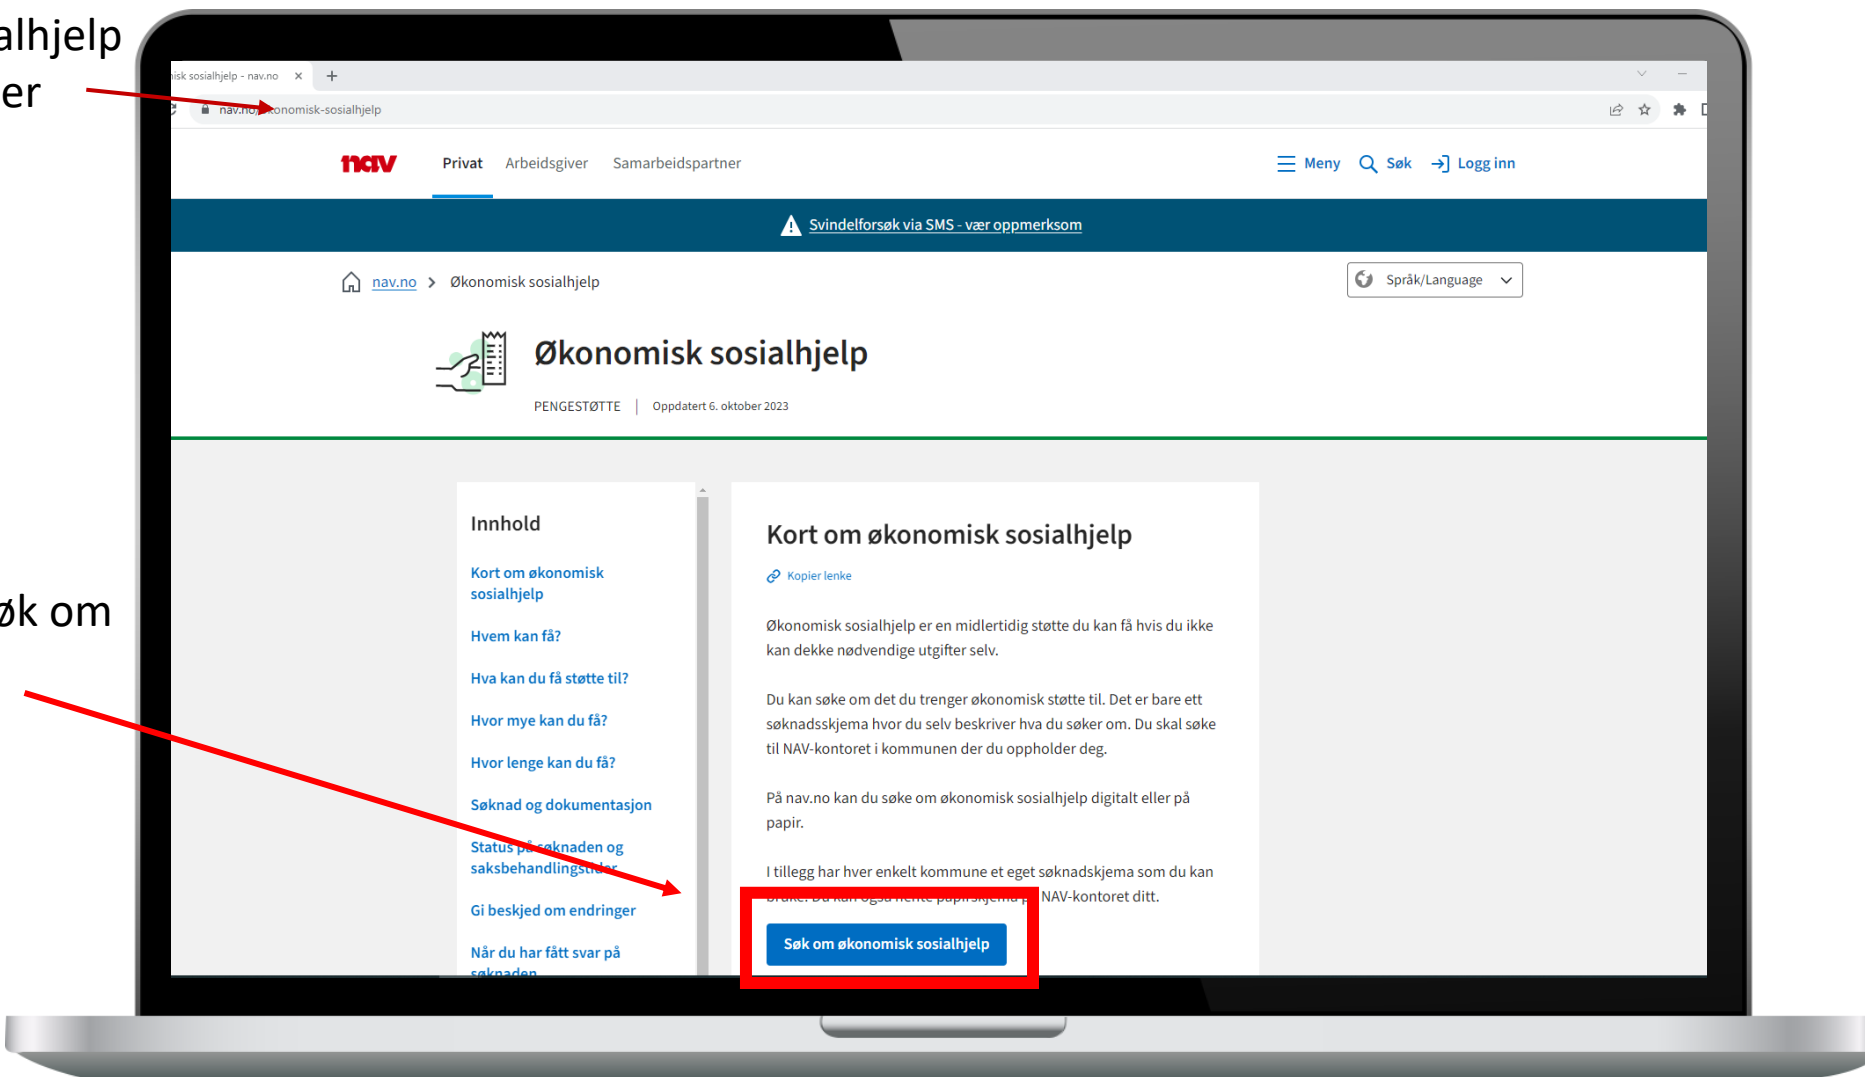 alhjelp
er
isk sosialhjelp - nav.no
nav.no/økonomisk-sosialhjelp
nav Privat Arbeidsgiver Samarbeidspartner Meny Søk Logg inn
Svindelforsøk via SMS - vær oppmerksom
nav.no > Økonomisk sosialhjelp
Språk/Language
Økonomisk sosialhjelp
PENGESTØTTE | Oppdatert 6. oktober 2023
Innhold
Kort om økonomisk
sosialhjelp
Hvem kan få?
Hva kan du få støtte til?
Hvor mye kan du få?
Hvor lenge kan du få?
Søknad og dokumentasjon
Status på søknaden og
saksbehandlingstider
Gi beskjed om endringer
Når du har fått svar på
søknaden
Kort om økonomisk sosialhjelp
Kopier lenke
Økonomisk sosialhjelp er en midlertidig støtte du kan få hvis du ikke
kan dekke nødvendige utgifter selv.
Du kan søke om det du trenger økonomisk støtte til. Det er bare ett
søknadsskjema hvor du selv beskriver hva du søker om. Du skal søke
til NAV-kontoret i kommunen der du oppholder deg.
På nav.no kan du søke om økonomisk sosialhjelp digitalt eller på
papir.
I tillegg har hver enkelt kommune et eget søknadskjema som du kan
bruke. Du kan også hente papirskjema på NAV-kontoret ditt.
Søk om økonomisk sosialhjelp
øk om